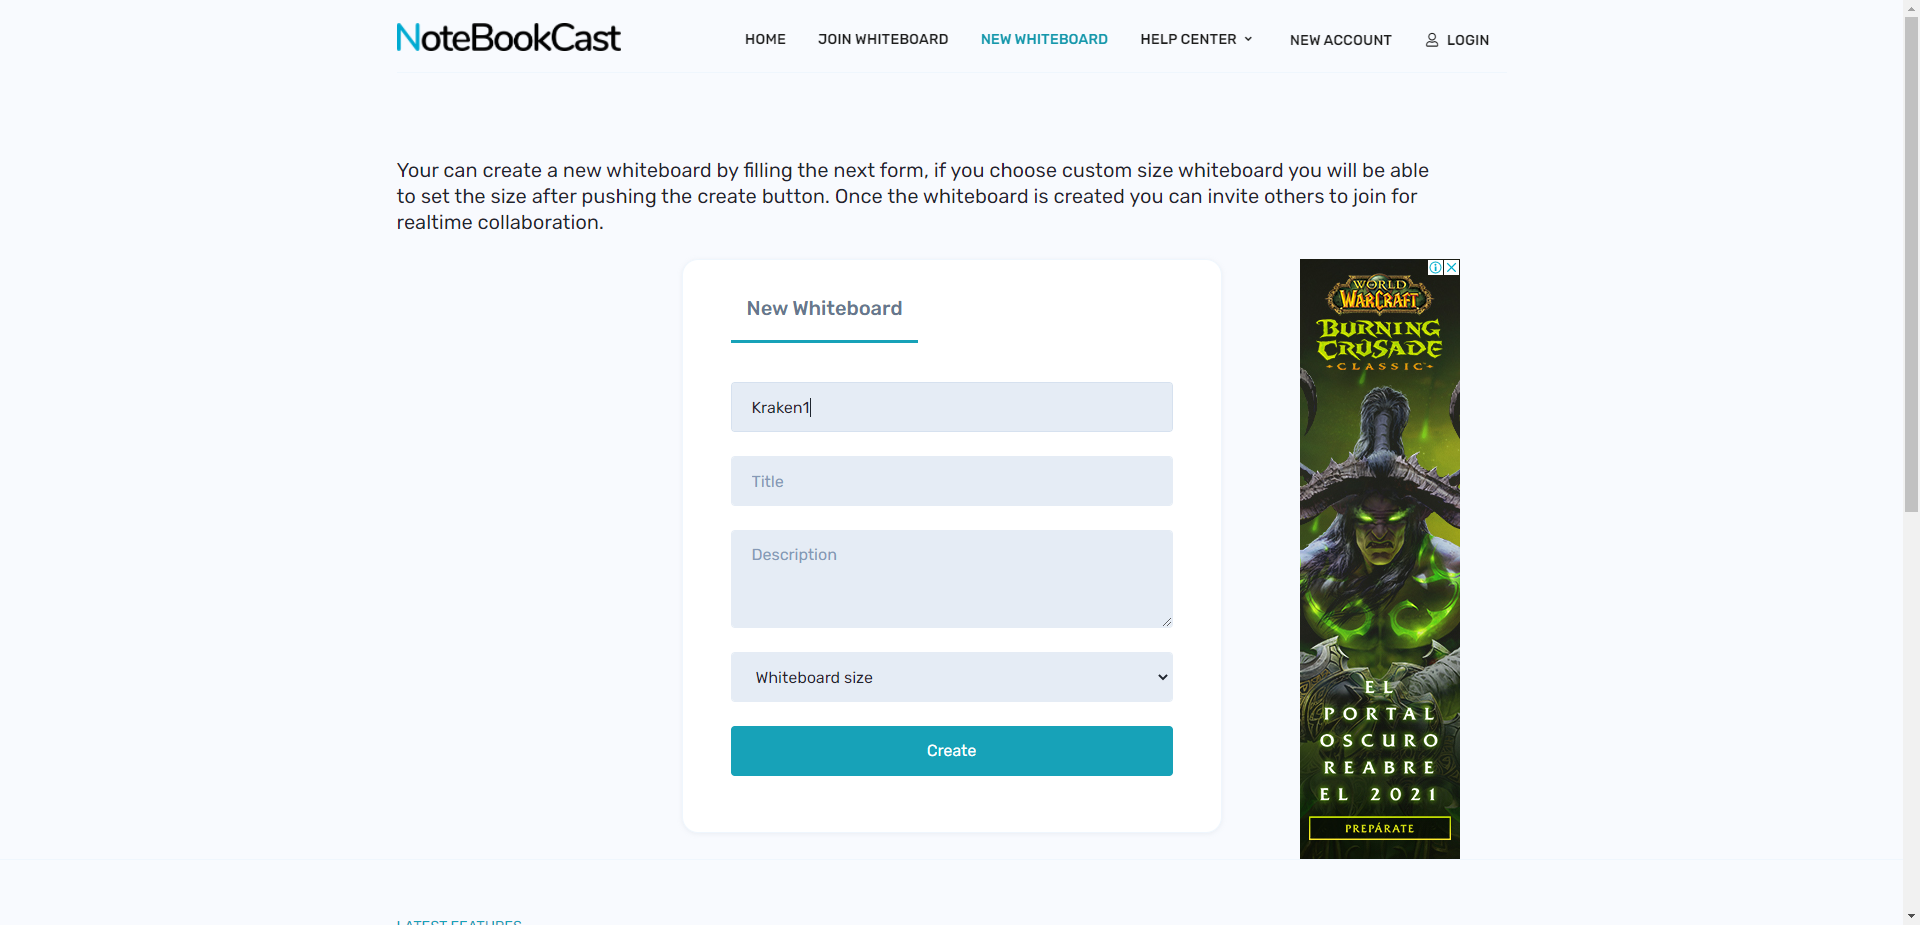 NoteBookCast
HOME
JOIN WHITEBOARD
NEW WHITEBOARD
HELP CENTER
NEW ACCOUNT
LOGIN
Your can create a new whiteboard by filling the next form, if you choose custom size whiteboard you will be able
to set the size after pushing the create button. Once the whiteboard is created you can invite others to join for
realtime collaboration.
New Whiteboard
Kraken1
Title
Description
Whiteboard size
Create
WORLD
WARCRAFT
BURNING
CRUSADE
CLASSIC
EL
PORTAL
OSCURO
REABRE
EL 2021
PREPÁRATE
LATEST FEATURES